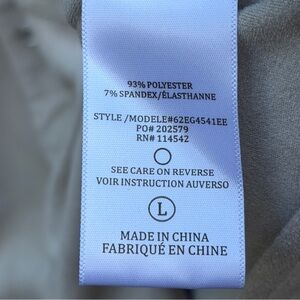 93% POLYESTER
7% SPANDEX/ÉLASTHANNE
STYLE /MODELE#62EG4541EE
PO# 202579
RN# 114542
SEE CARE ON REVERSE
VOIR INSTRUCTION AUVERSO
L
MADE IN CHINA
FABRIQUÉ EN CHINE